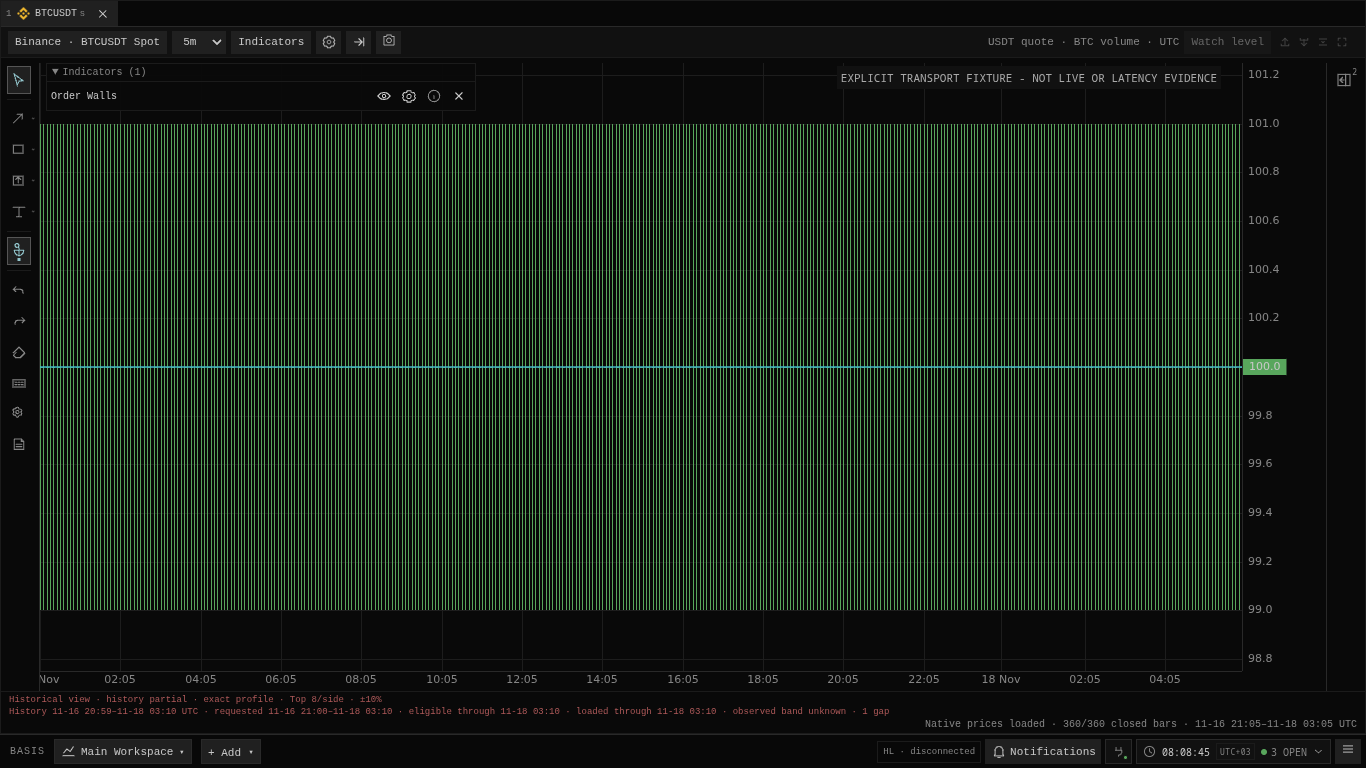 1 BTCUSDT s
Binance · BTCUSDT Spot 5m Indicators USDT quote · BTC volume · UTC Watch level
Indicators (1)
Order Walls
EXPLICIT TRANSPORT FIXTURE - NOT LIVE OR LATENCY EVIDENCE
2
101.2
101.0
100.8
100.6
100.4
100.2
100.0
99.8
99.6
99.4
99.2
99.0
98.8
Nov 02:05 04:05 06:05 08:05 10:05 12:05 14:05 16:05 18:05 20:05 22:05 18 Nov 02:05 04:05
Historical view · history partial · exact profile · Top 8/side · ±10%
History 11-16 20:59–11-18 03:10 UTC · requested 11-16 21:00–11-18 03:10 · eligible through 11-18 03:10 · loaded through 11-18 03:10 · observed band unknown · 1 gap
Native prices loaded · 360/360 closed bars · 11-16 21:05–11-18 03:05 UTC
BASIS Main Workspace + Add HL · disconnected Notifications 08:08:45 UTC+03 3 OPEN